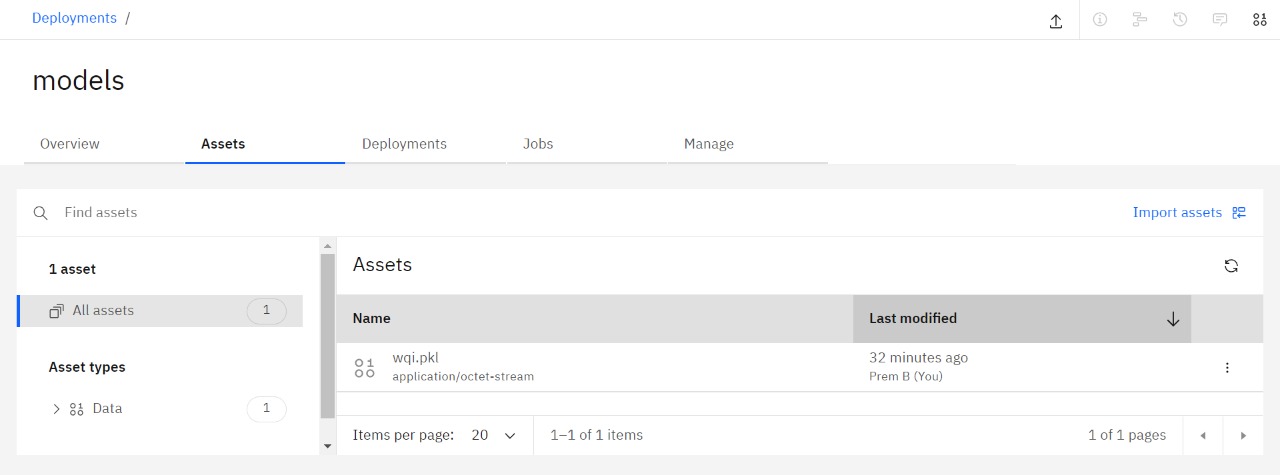 Deployments /
models
Overview Assets Deployments Jobs Manage
Find assets Import assets
1 asset
All assets 1
Asset types
Data 1
Assets
Name Last modified
wqi.pkl 32 minutes ago
application/octet-stream Prem B (You)
Items per page: 20 1–1 of 1 items 1 of 1 pages